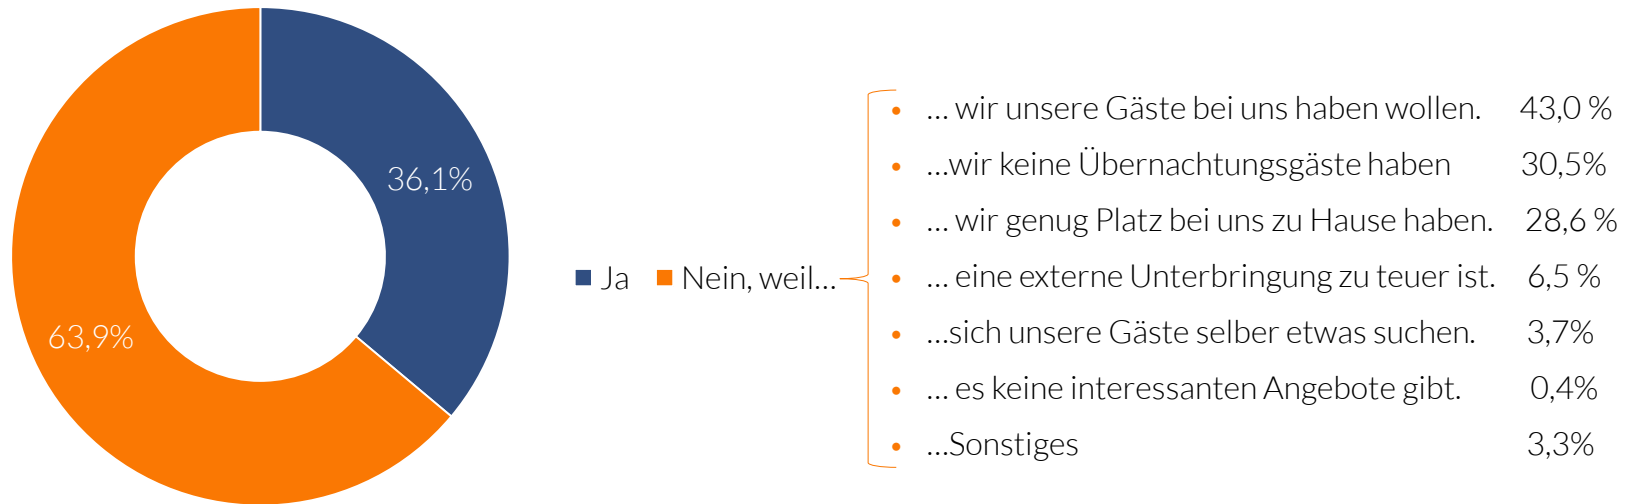 36,1%
63,9%
Ja Nein, weil...
... wir unsere Gäste bei uns haben wollen. 43,0 %
...wir keine Übernachtungsgäste haben 30,5%
... wir genug Platz bei uns zu Hause haben. 28,6 %
... eine externe Unterbringung zu teuer ist. 6,5 %
...sich unsere Gäste selber etwas suchen. 3,7%
... es keine interessanten Angebote gibt. 0,4%
...Sonstiges 3,3%